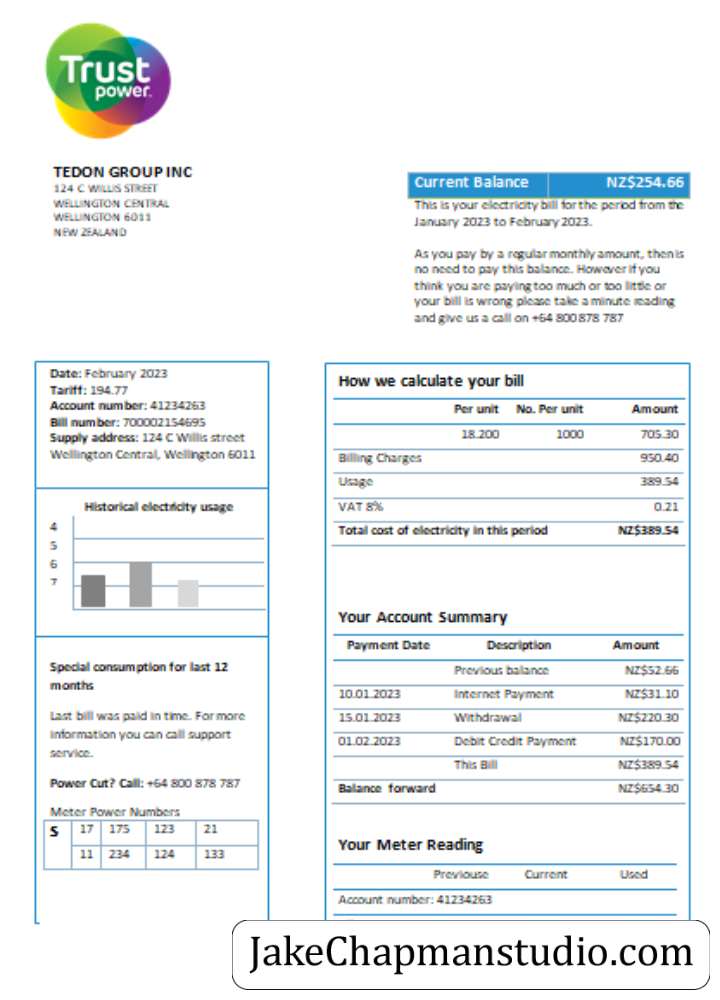 Trust
power.
TEDON GROUP INC
124 C WILLIS STREET
WELLINGTON CENTRAL
WELLINGTON 6011
NEW ZEALAND
Current Balance NZ$254.66
This is your electricity bill for the period from the
January 2023 to February 2023.
As you pay by a regular monthly amount, then is
no need to pay this balance. However if you
think you are paying too much or too little or
your bill is wrong please take a minute reading
and give us a call on +64 800 878 787
Date: February 2023
Tariff: 194.77
Account number: 41234263
Bill number: 700002154695
Supply address: 124 C Willis street
Wellington Central, Wellington 6011
Historical electricity usage
4
5
6
7
Special consumption for last 12
months
Last bill was paid in time. For more
information you can call support
service.
Power Cut? Call: +64 800 878 787
Meter Power Numbers
S 17 175 123 21
11 234 124 133
How we calculate your bill
Per unit No. Per unit Amount
18.200 1000 705.30
Billing Charges 950.40
Usage 389.54
VAT 8% 0.21
Total cost of electricity in this period NZ$389.54
Your Account Summary
Payment Date Description Amount
Previous balance NZ$52.66
10.01.2023 Internet Payment NZ$31.10
15.01.2023 Withdrawal NZ$220.30
01.02.2023 Debit Credit Payment NZ$170.00
This Bill NZ$389.54
Balance forward NZ$654.30
Your Meter Reading
Previouse Current Used
Account number: 41234263
JakeChapmanstudio.com